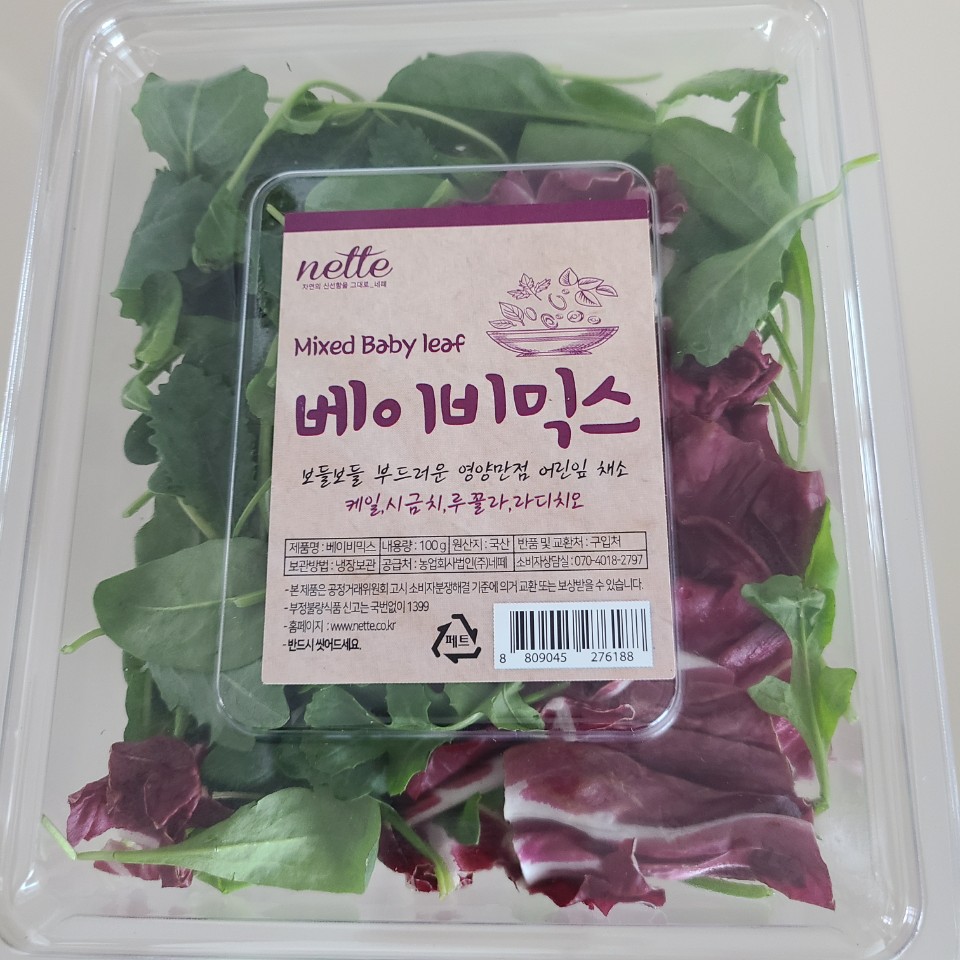 nette
자연의 신선함을 그대로_네떼
Mixed Baby leaf
베이비믹스
보들보들 부드러운 영양만점 어린잎 채소
케일,시금치,루꼴라,라디치오
제품명 : 베이비믹스 내용량 : 100 g 원산지 : 국산 반품 및 교환처 : 구입처
보관방법 : 냉장보관 공급처 : 농업회사법인(주)네떼 소비자상담실 : 070-4018-2797
- 본 제품은 공정거래위원회 고시 소비자분쟁해결 기준에 의거 교환 또는 보상받을 수 있습니다.
- 부정불량식품 신고는 국번없이 1399
- 홈페이지 : www.nette.co.kr
- 반드시 씻어드세요.
페트
8 809045 276188